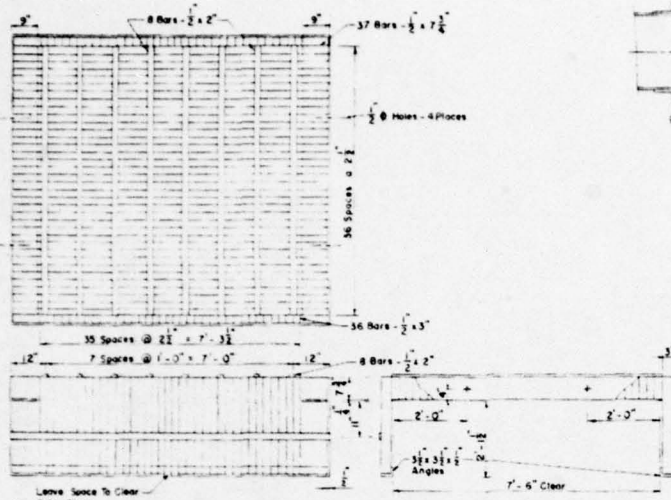 9"
8 Bars - 1/2" x 2"
9"
37 Bars - 1/2" x 7 3/4"
1/2" Φ Holes - 4 Places
36 Spaces @ 2 1/2"
36 Bars - 1/2" x 3"
35 Spaces @ 2 1/2" = 7' - 3 1/2"
12"
7 Spaces @ 1'-0" = 7'-0"
12"
8 Bars - 1/2" x 2"
2'-0"
2'-0"
3 1/2" x 3 1/2" x 1/2"
Angles
7' - 6" Clear
Leave Space To Clear